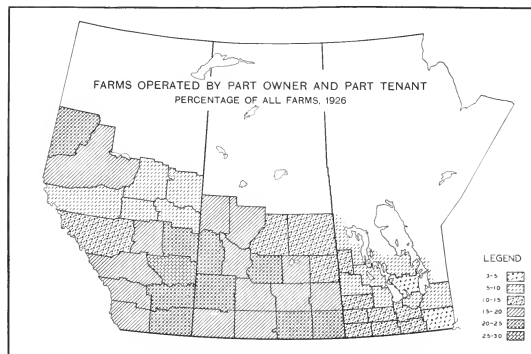 FARMS OPERATED BY PART OWNER AND PART TENANT
PERCENTAGE OF ALL FARMS, 1926
LEGEND
3-5
5-10
10-15
15-20
20-25
25-30